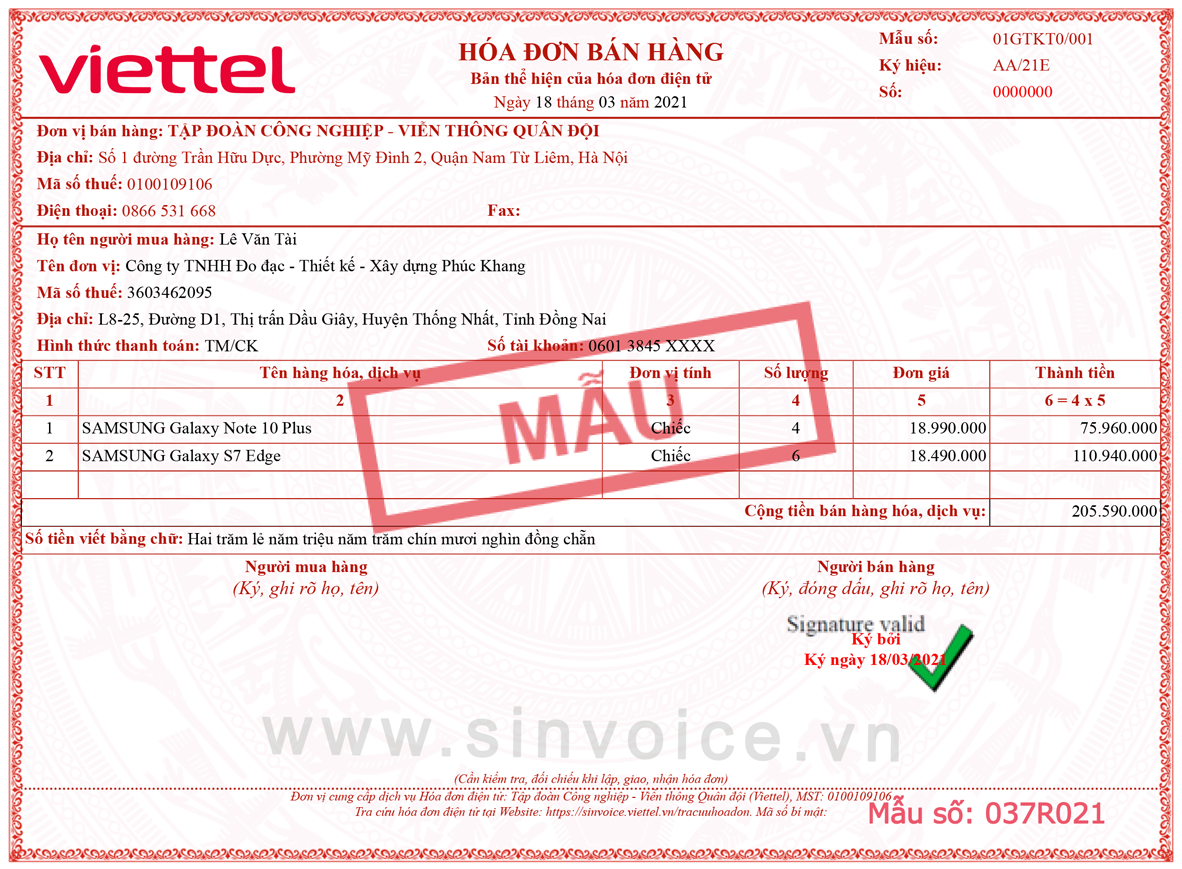 viettel
HÓA ĐƠN BÁN HÀNG
Bản thể hiện của hóa đơn điện tử
Ngày 18 tháng 03 năm 2021
Mẫu số: 01GTKT0/001
Ký hiệu: AA/21E
Số: 0000000
Đơn vị bán hàng: TẬP ĐOÀN CÔNG NGHIỆP - VIỄN THÔNG QUÂN ĐỘI
Địa chỉ: Số 1 đường Trần Hữu Dực, Phường Mỹ Đình 2, Quận Nam Từ Liêm, Hà Nội
Mã số thuế: 0100109106
Điện thoại: 0866 531 668 Fax:
Họ tên người mua hàng: Lê Văn Tài
Tên đơn vị: Công ty TNHH Đo đạc - Thiết kế - Xây dựng Phúc Khang
Mã số thuế: 3603462095
Địa chỉ: L8-25, Đường D1, Thị trấn Dầu Giây, Huyện Thống Nhất, Tỉnh Đồng Nai
Hình thức thanh toán: TM/CK Số tài khoản: 0601 3845 XXXX
STT Tên hàng hóa, dịch vụ Đơn vị tính Số lượng Đơn giá Thành tiền
1 2 3 4 5 6 = 4 x 5
1 SAMSUNG Galaxy Note 10 Plus Chiếc 4 18.990.000 75.960.000
2 SAMSUNG Galaxy S7 Edge Chiếc 6 18.490.000 110.940.000
MẪU
Cộng tiền bán hàng hóa, dịch vụ: 205.590.000
Số tiền viết bằng chữ: Hai trăm lẻ năm triệu năm trăm chín mươi nghìn đồng chẵn
Người mua hàng Người bán hàng
(Ký, ghi rõ họ, tên) (Ký, đóng dấu, ghi rõ họ, tên)
Signature valid
Ký bởi
Ký ngày 18/03/2021
www.sinvoice.vn
(Cần kiểm tra, đối chiếu khi lập, giao, nhận hóa đơn)
Đơn vị cung cấp dịch vụ Hóa đơn điện tử: Tập đoàn Công nghiệp - Viễn thông Quân đội (Viettel), MST: 0100109106
Tra cứu hóa đơn điện tử tại Website: https://sinvoice.viettel.vn/tracuuhoadon. Mã số bí mật:
Mẫu số: 037R021